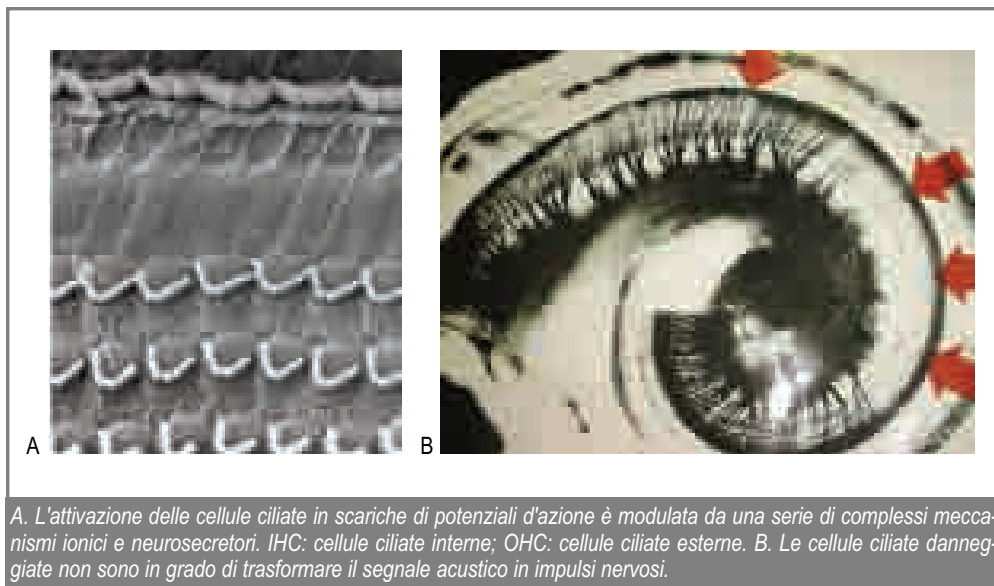 A
B
A. L'attivazione delle cellule ciliate in scariche di potenziali d'azione è modulata da una serie di complessi mecca-
nismi ionici e neurosecretori. IHC: cellule ciliate interne; OHC: cellule ciliate esterne. B. Le cellule ciliate danneg-
giate non sono in grado di trasformare il segnale acustico in impulsi nervosi.